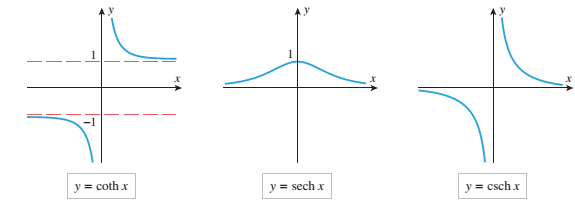 y
1
x
−1
y = coth x
y
1
x
y = sech x
y
x
y = csch x